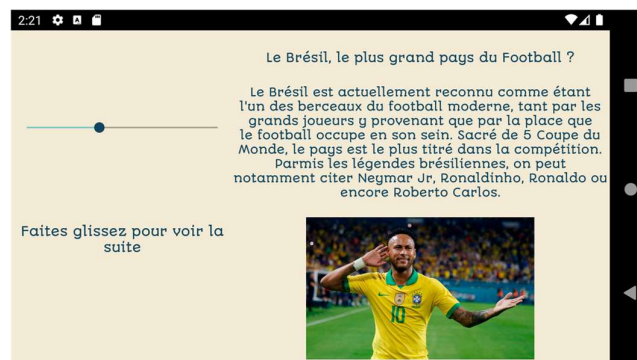 2:21
Le Brésil, le plus grand pays du Football ?
Le Brésil est actuellement reconnu comme étant
l'un des berceaux du football moderne, tant par les
grands joueurs y provenant que par la place que
le football occupe en son sein. Sacré de 5 Coupe du
Monde, le pays est le plus titré dans la compétition.
Parmis les légendes brésiliennes, on peut
notamment citer Neymar Jr, Ronaldinho, Ronaldo ou
encore Roberto Carlos.
Faites glissez pour voir la
suite
10